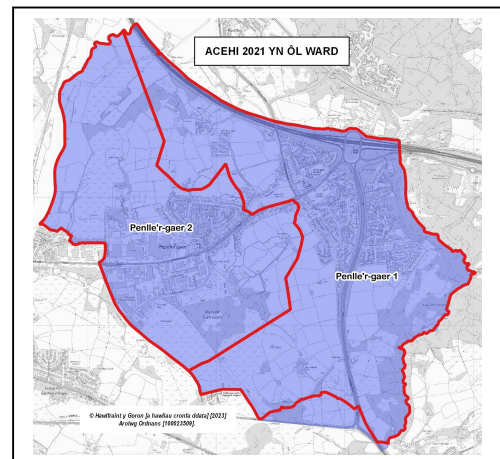 ACEHI 2021 YN ÔL WARD
Penlle'r-gaer 2
Penlle'r-gaer 1
© Hawlfraint y Goron [a hawliau cronfa ddata] [2023]
Arolwg Ordnans [100023509].